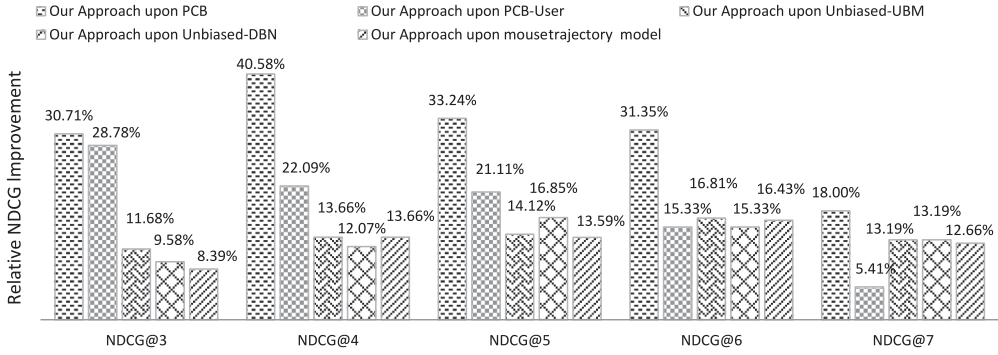 Our Approach upon PCB
Our Approach upon PCB-User
Our Approach upon Unbiased-UBM
Our Approach upon Unbiased-DBN
Our Approach upon mousetrajectory model
Relative NDCG Improvement
30.71%
28.78%
11.68%
9.58%
8.39%
40.58%
22.09%
13.66%
12.07%
13.66%
33.24%
21.11%
14.12%
16.85%
13.59%
31.35%
15.33%
16.81%
15.33%
16.43%
18.00%
5.41%
13.19%
13.19%
12.66%
NDCG@3
NDCG@4
NDCG@5
NDCG@6
NDCG@7